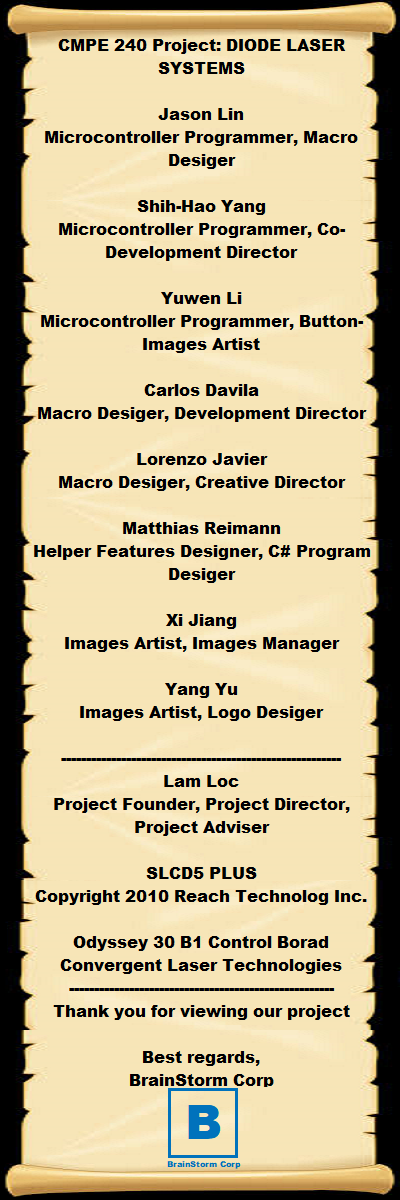 CMPE 240 Project: DIODE LASER
SYSTEMS
Jason Lin
Microcontroller Programmer, Macro
Desiger
Shih-Hao Yang
Microcontroller Programmer, Co-
Development Director
Yuwen Li
Microcontroller Programmer, Button-
Images Artist
Carlos Davila
Macro Desiger, Development Director
Lorenzo Javier
Macro Desiger, Creative Director
Matthias Reimann
Helper Features Designer, C# Program
Desiger
Xi Jiang
Images Artist, Images Manager
Yang Yu
Images Artist, Logo Desiger
--------------------------------------------------------
Lam Loc
Project Founder, Project Director,
Project Adviser
SLCD5 PLUS
Copyright 2010 Reach Technolog Inc.
Odyssey 30 B1 Control Borad
Convergent Laser Technologies
-----------------------------------------------------
Thank you for viewing our project
Best regards,
BrainStorm Corp
B
BrainStorm Corp